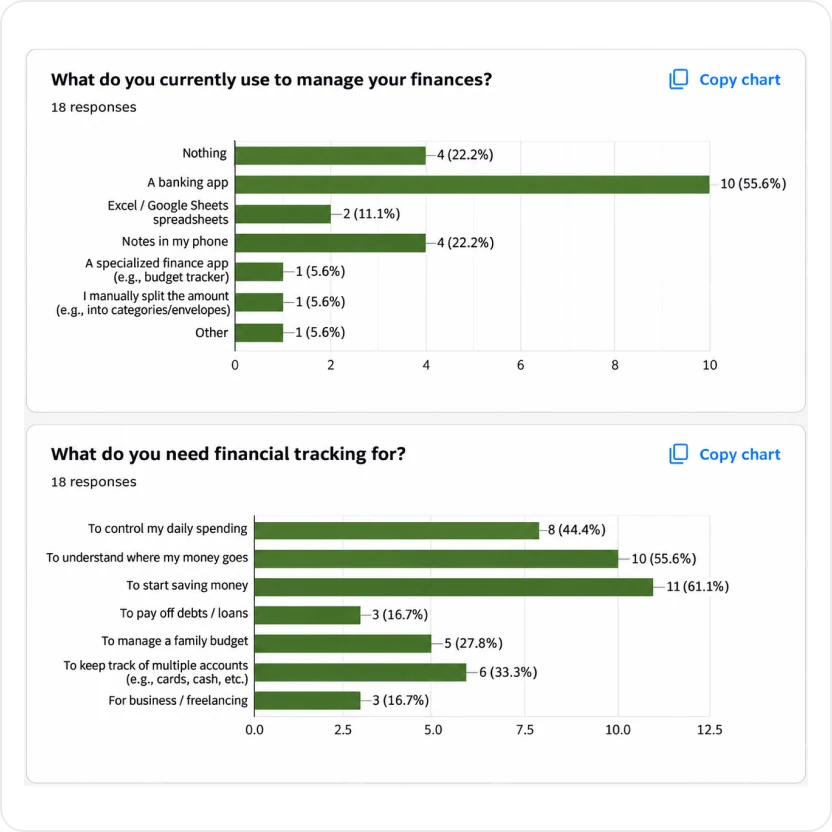 What do you currently use to manage your finances?
Copy chart
18 responses
Nothing
4 (22.2%)
A banking app
10 (55.6%)
Excel / Google Sheets
spreadsheets
2 (11.1%)
Notes in my phone
4 (22.2%)
A specialized finance app
(e.g., budget tracker)
1 (5.6%)
I manually split the amount
(e.g., into categories/envelopes)
1 (5.6%)
Other
1 (5.6%)
0 2 4 6 8 10
What do you need financial tracking for?
Copy chart
18 responses
To control my daily spending
8 (44.4%)
To understand where my money goes
10 (55.6%)
To start saving money
11 (61.1%)
To pay off debts / loans
3 (16.7%)
To manage a family budget
5 (27.8%)
To keep track of multiple accounts
(e.g., cards, cash, etc.)
6 (33.3%)
For business / freelancing
3 (16.7%)
0.0 2.5 5.0 7.5 10.0 12.5